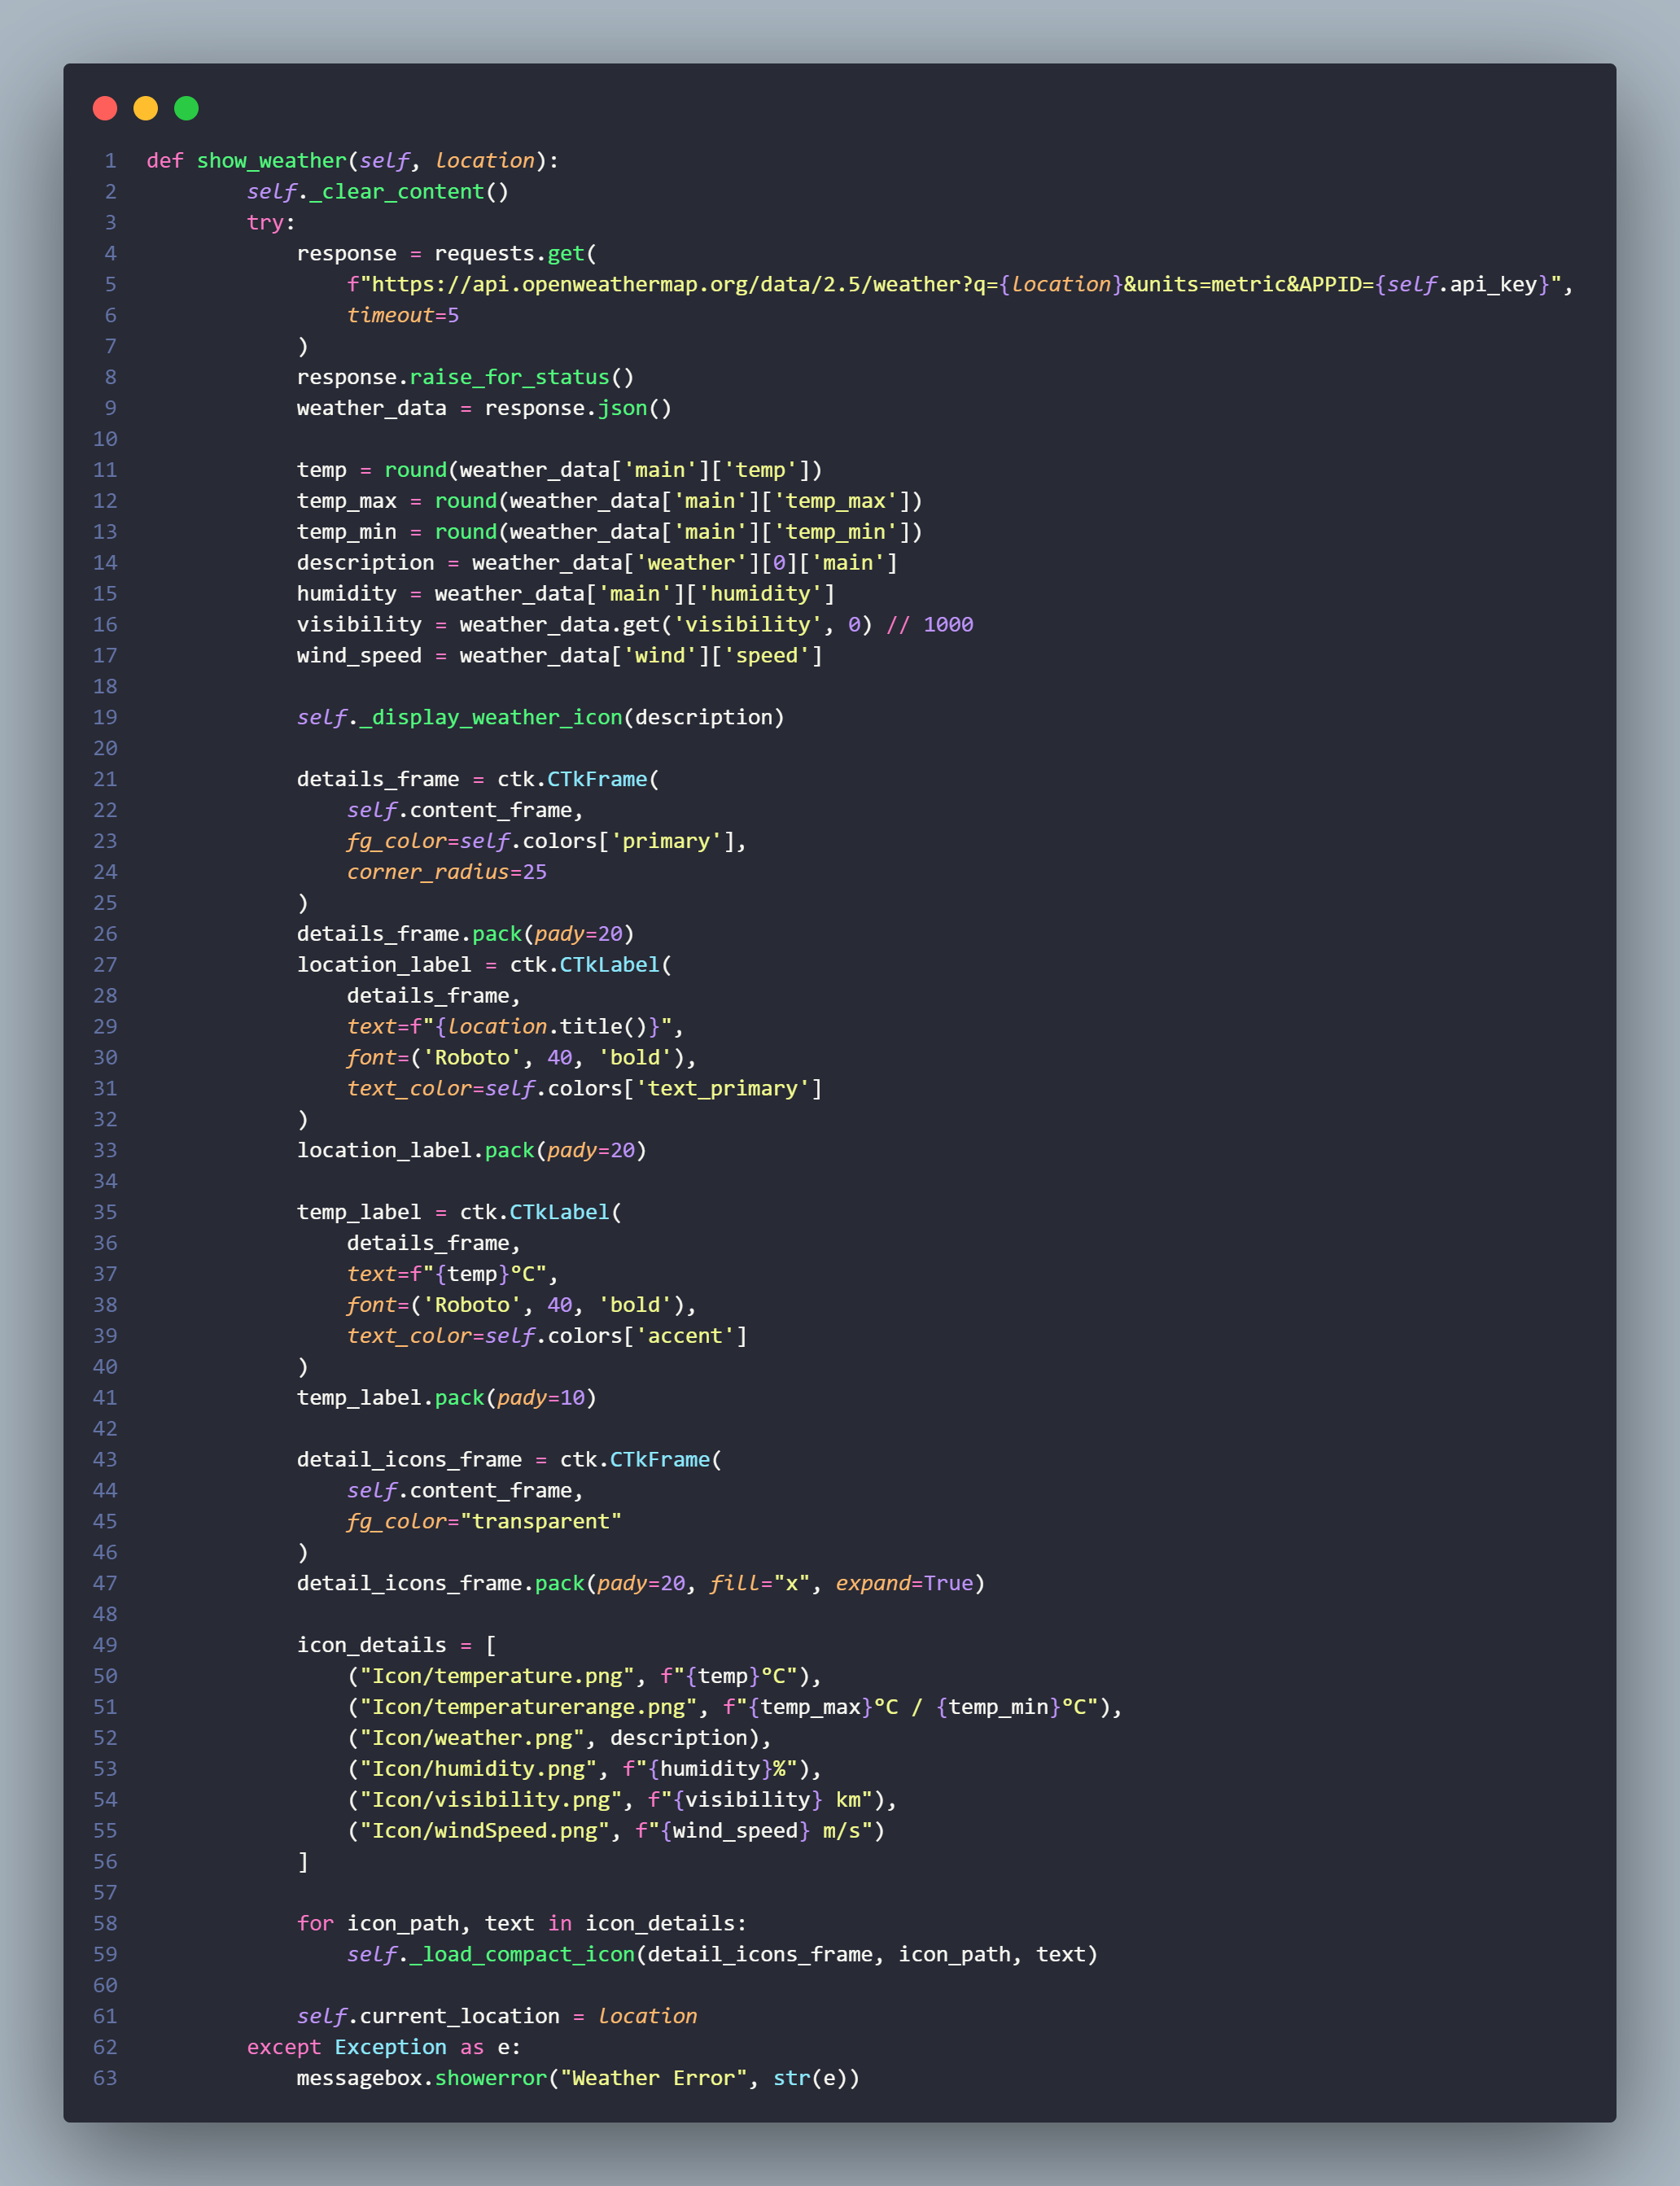 1 def show_weather(self, location):
2         self._clear_content()
3         try:
4             response = requests.get(
5                 f"https://api.openweathermap.org/data/2.5/weather?q={location}&units=metric&APPID={self.api_key}",
6                 timeout=5
7             )
8             response.raise_for_status()
9             weather_data = response.json()
10
11             temp = round(weather_data['main']['temp'])
12             temp_max = round(weather_data['main']['temp_max'])
13             temp_min = round(weather_data['main']['temp_min'])
14             description = weather_data['weather'][0]['main']
15             humidity = weather_data['main']['humidity']
16             visibility = weather_data.get('visibility', 0) // 1000
17             wind_speed = weather_data['wind']['speed']
18
19             self._display_weather_icon(description)
20
21             details_frame = ctk.CTkFrame(
22                 self.content_frame,
23                 fg_color=self.colors['primary'],
24                 corner_radius=25
25             )
26             details_frame.pack(pady=20)
27             location_label = ctk.CTkLabel(
28                 details_frame,
29                 text=f"{location.title()}",
30                 font=('Roboto', 40, 'bold'),
31                 text_color=self.colors['text_primary']
32             )
33             location_label.pack(pady=20)
34
35             temp_label = ctk.CTkLabel(
36                 details_frame,
37                 text=f"{temp}°C",
38                 font=('Roboto', 40, 'bold'),
39                 text_color=self.colors['accent']
40             )
41             temp_label.pack(pady=10)
42
43             detail_icons_frame = ctk.CTkFrame(
44                 self.content_frame,
45                 fg_color="transparent"
46             )
47             detail_icons_frame.pack(pady=20, fill="x", expand=True)
48
49             icon_details = [
50                 ("Icon/temperature.png", f"{temp}°C"),
51                 ("Icon/temperaturerange.png", f"{temp_max}°C / {temp_min}°C"),
52                 ("Icon/weather.png", description),
53                 ("Icon/humidity.png", f"{humidity}%"),
54                 ("Icon/visibility.png", f"{visibility} km"),
55                 ("Icon/windSpeed.png", f"{wind_speed} m/s")
56             ]
57
58             for icon_path, text in icon_details:
59                 self._load_compact_icon(detail_icons_frame, icon_path, text)
60
61             self.current_location = location
62         except Exception as e:
63             messagebox.showerror("Weather Error", str(e))